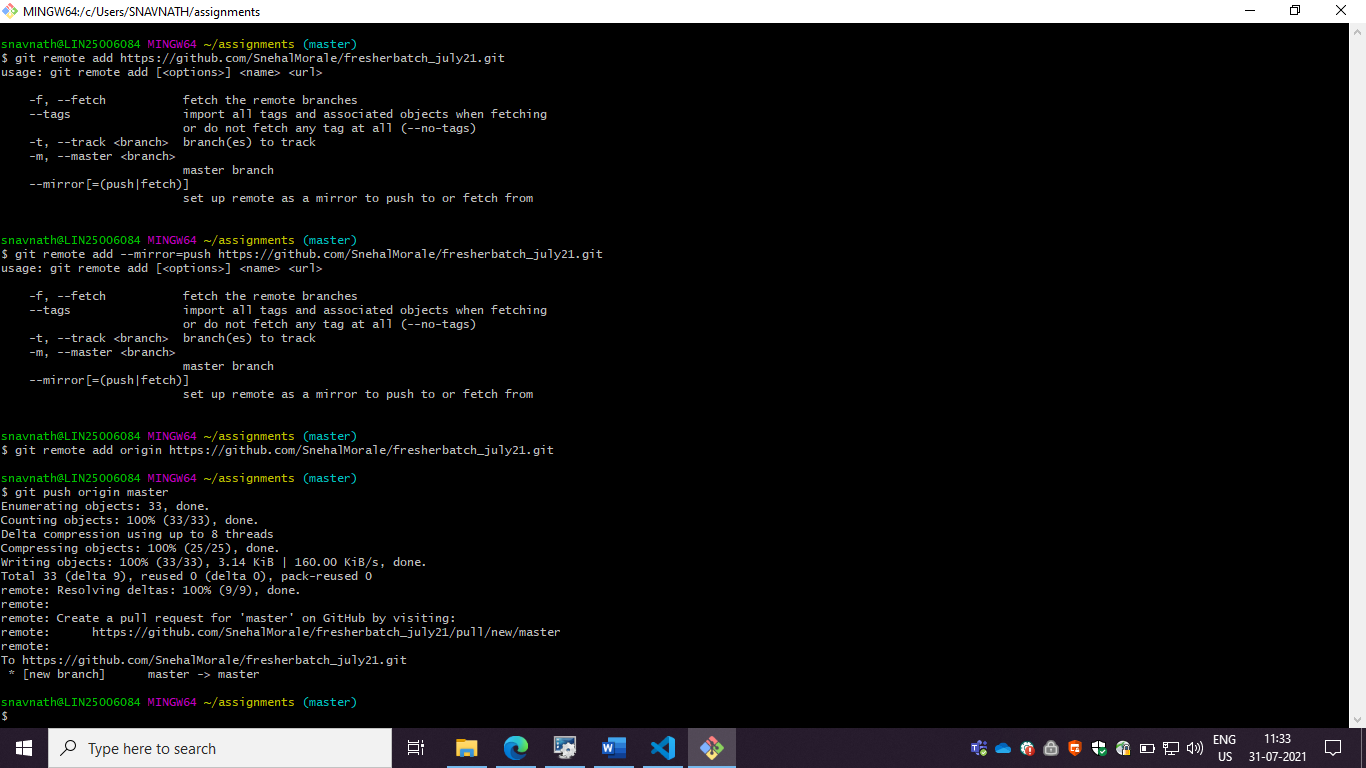 MINGW64:/c/Users/SNAVNATH/assignments
snavnath@LIN25006084 MINGW64 ~/assignments (master)
$ git remote add https://github.com/SnehalMorale/fresherbatch_july21.git
usage: git remote add [<options>] <name> <url>
    -f, --fetch           fetch the remote branches
    --tags                import all tags and associated objects when fetching
                          or do not fetch any tag at all (--no-tags)
    -t, --track <branch>  branch(es) to track
    -m, --master <branch>
                          master branch
    --mirror[=(push|fetch)]
                          set up remote as a mirror to push to or fetch from
snavnath@LIN25006084 MINGW64 ~/assignments (master)
$ git remote add --mirror=push https://github.com/SnehalMorale/fresherbatch_july21.git
usage: git remote add [<options>] <name> <url>
    -f, --fetch           fetch the remote branches
    --tags                import all tags and associated objects when fetching
                          or do not fetch any tag at all (--no-tags)
    -t, --track <branch>  branch(es) to track
    -m, --master <branch>
                          master branch
    --mirror[=(push|fetch)]
                          set up remote as a mirror to push to or fetch from
snavnath@LIN25006084 MINGW64 ~/assignments (master)
$ git remote add origin https://github.com/SnehalMorale/fresherbatch_july21.git
snavnath@LIN25006084 MINGW64 ~/assignments (master)
$ git push origin master
Enumerating objects: 33, done.
Counting objects: 100% (33/33), done.
Delta compression using up to 8 threads
Compressing objects: 100% (25/25), done.
Writing objects: 100% (33/33), 3.14 KiB | 160.00 KiB/s, done.
Total 33 (delta 9), reused 0 (delta 0), pack-reused 0
remote: Resolving deltas: 100% (9/9), done.
remote:
remote: Create a pull request for 'master' on GitHub by visiting:
remote:      https://github.com/SnehalMorale/fresherbatch_july21/pull/new/master
remote:
To https://github.com/SnehalMorale/fresherbatch_july21.git
 * [new branch]      master -> master
snavnath@LIN25006084 MINGW64 ~/assignments (master)
$
Type here to search
ENG
US
11:33
31-07-2021